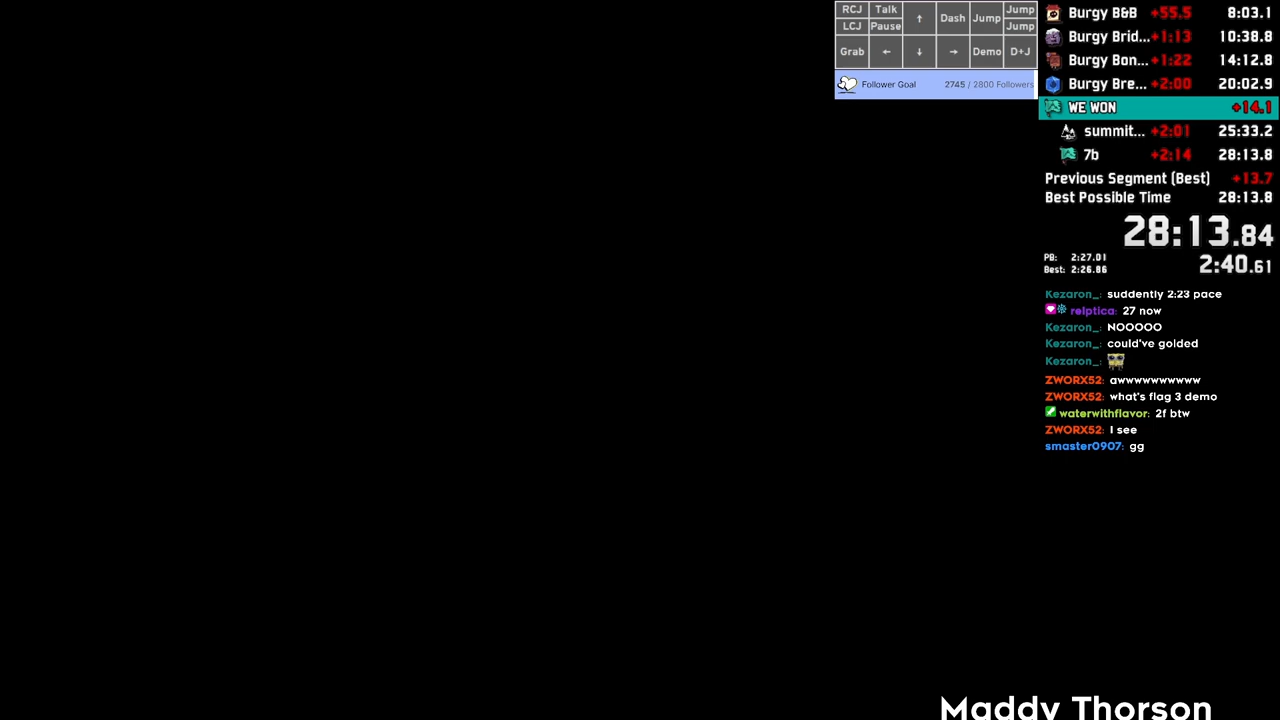 RCJ Talk ↑ Dash Jump Jump
LCJ Pause Jump
Grab ← ↓ → Demo D+J
Follower Goal 2745 / 2800 Followers
Burgy B&B +55.5 8:03.1
Burgy Brid... +1:13 10:38.8
Burgy Bon... +1:22 14:12.8
Burgy Bre... +2:00 20:02.9
WE WON +14.1
summit... +2:01 25:33.2
7b +2:14 28:13.8
Previous Segment (Best) +13.7
Best Possible Time 28:13.8
28:13.84
PB: 2:27.01
Best: 2:26.86
2:40.61
Kezaron_: suddenly 2:23 pace
relptica: 27 now
Kezaron_: NOOOOO
Kezaron_: could've golded
Kezaron_:
ZWORX52: awwwwwwwwww
ZWORX52: what's flag 3 demo
waterwithflavor: 2f btw
ZWORX52: I see
smaster0907: gg
Maddy Thorson